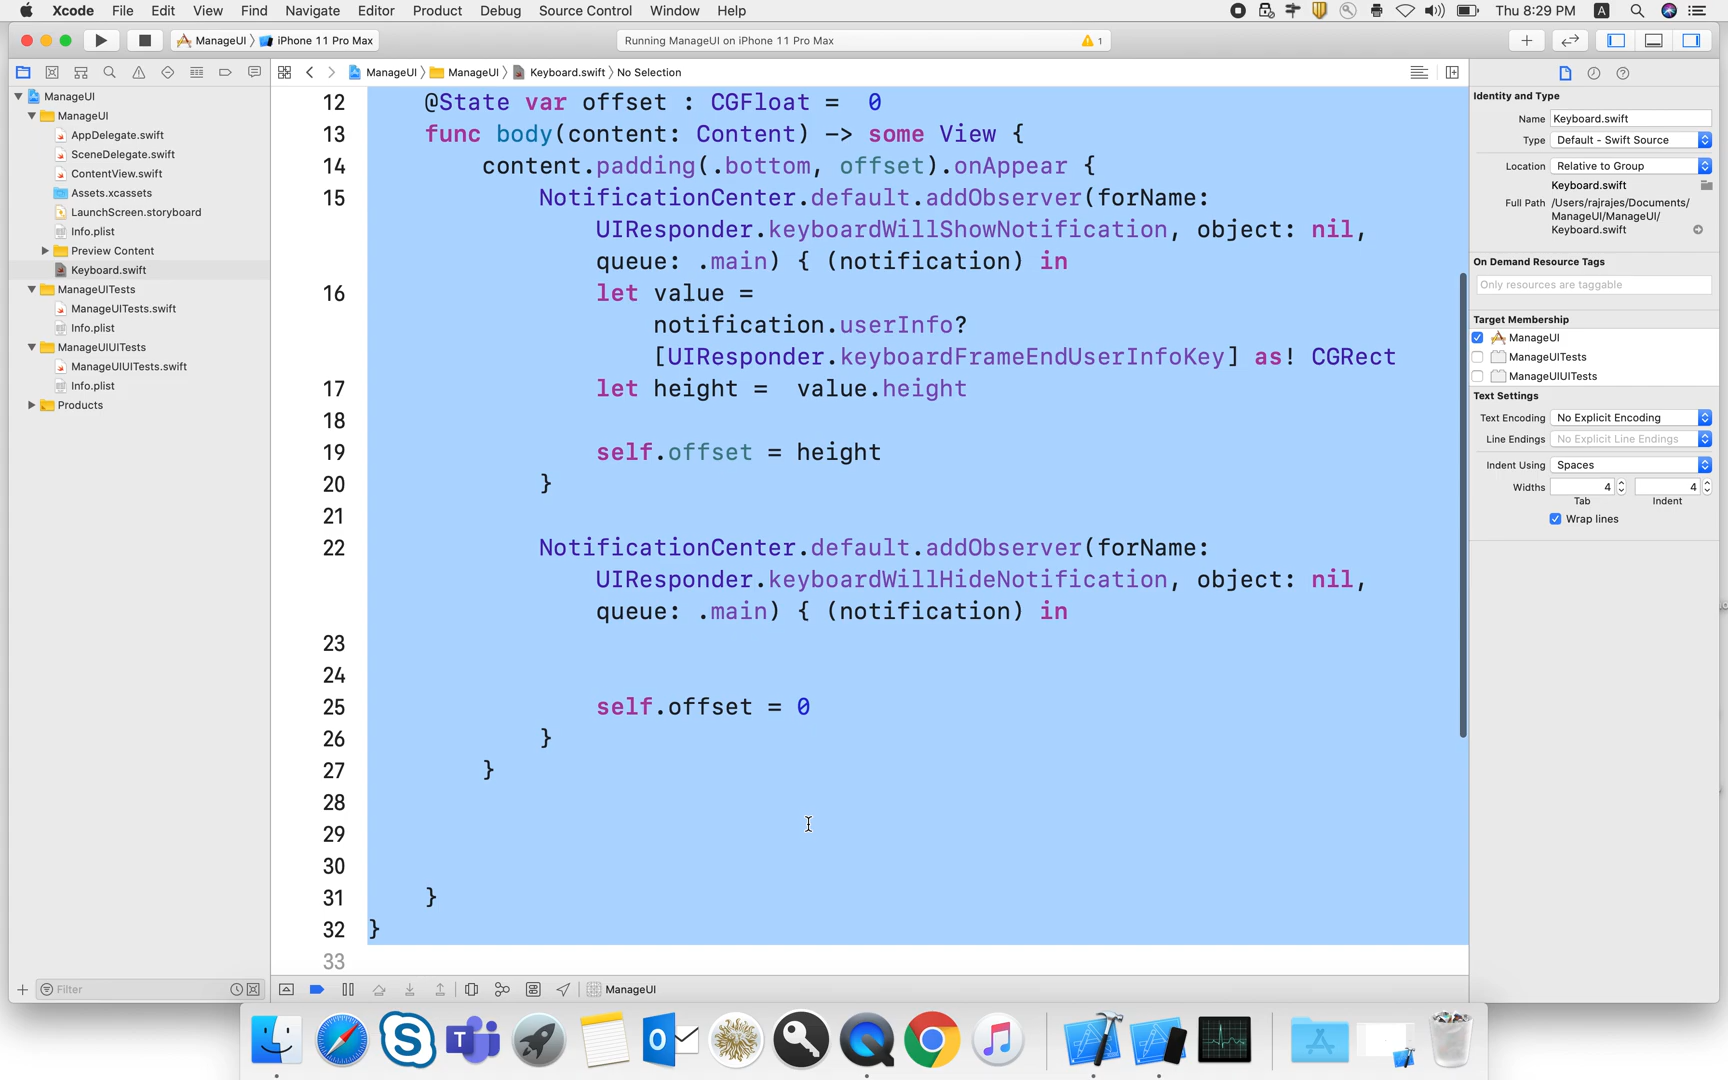 Xcode File Edit View Find Navigate Editor Product Debug Source Control Window Help Thu 8:29 PM A
ManageUI iPhone 11 Pro Max Running ManageUI on iPhone 11 Pro Max 1
ManageUI ManageUI Keyboard.swift No Selection
ManageUI
ManageUI
AppDelegate.swift
SceneDelegate.swift
ContentView.swift
Assets.xcassets
LaunchScreen.storyboard
Info.plist
Preview Content
Keyboard.swift
ManageUITests
ManageUITests.swift
Info.plist
ManageUIUITests
ManageUIUITests.swift
Info.plist
Products
Filter
12 @State var offset : CGFloat = 0
13 func body(content: Content) -> some View {
14 content.padding(.bottom, offset).onAppear {
15 NotificationCenter.default.addObserver(forName:
UIResponder.keyboardWillShowNotification, object: nil,
queue: .main) { (notification) in
16 let value =
notification.userInfo?
[UIResponder.keyboardFrameEndUserInfoKey] as! CGRect
17 let height = value.height
18
19 self.offset = height
20 }
21
22 NotificationCenter.default.addObserver(forName:
UIResponder.keyboardWillHideNotification, object: nil,
queue: .main) { (notification) in
23
24
25 self.offset = 0
26 }
27 }
28
29
30
31 }
32 }
33
ManageUI
Identity and Type
Name Keyboard.swift
Type Default - Swift Source
Location Relative to Group
Keyboard.swift
Full Path /Users/rajrajes/Documents/
ManageUI/ManageUI/
Keyboard.swift
On Demand Resource Tags
Only resources are taggable
Target Membership
ManageUI
ManageUITests
ManageUIUITests
Text Settings
Text Encoding No Explicit Encoding
Line Endings No Explicit Line Endings
Indent Using Spaces
Widths 4 4
Tab Indent
Wrap lines